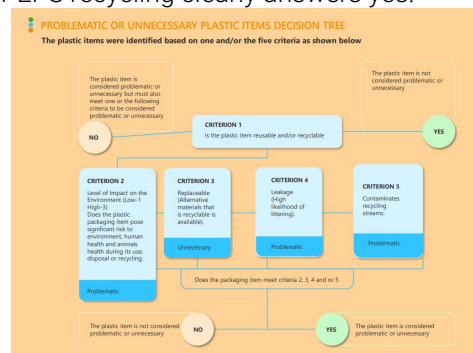 PROBLEMATIC OR UNNECESSARY PLASTIC ITEMS DECISION TREE
The plastic items were identified based on one and/or the five criteria as shown below
The plastic item is
considered problematic or
unnecessary but must also
meet one or the following
criteria to be considered
problematic or unnecessary
NO
CRITERION 1
Is the plastic item reusable and/or recyclable
The plastic item is not
considered problematic and
unnecessary
YES
CRITERION 2
Level of Impact on the
Environment (Low-1
High-3)
Does the plastic
packaging item pose
significant risk to
environment, human
health and animals
health during its use,
disposal or recycling.
Problematic
CRITERION 3
Replaceable
(Alternative
materials that
is recyclable is
available).
Unnecessary
CRITERION 4
Leakage
(High
likelihood of
littering).
Problematic
CRITERION 5
Contaminates
recycling
streams.
Problematic
Does the packaging item meet criteria 2, 3, 4 and or 5
The plastic item is not considered
problematic or unnecessary
NO
YES
The plastic item is considered
problematic or unnecessary